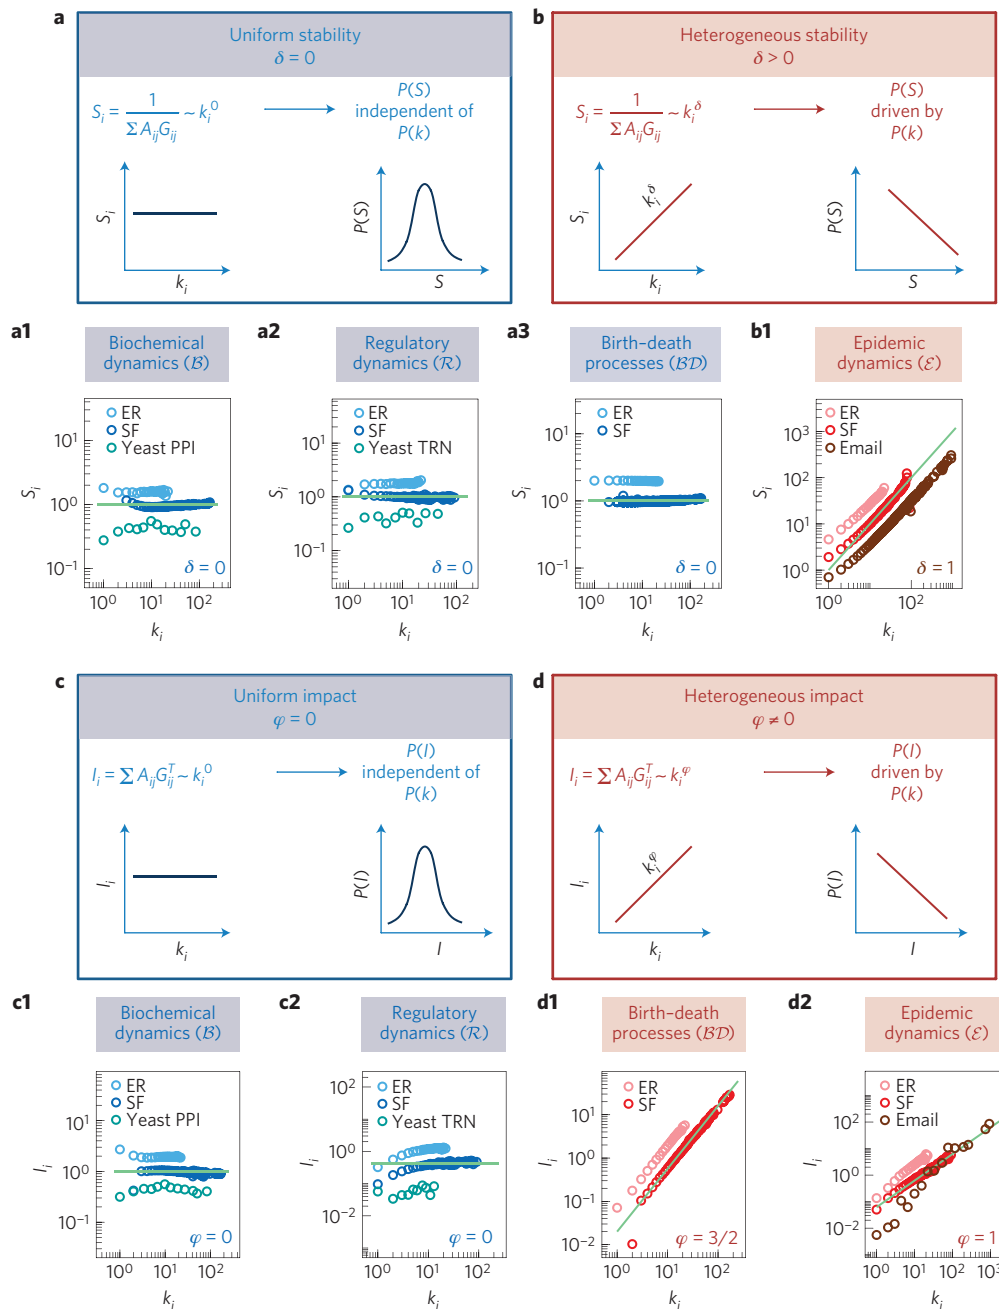 a
Uniform stability
δ = 0
S_i = 1 / Σ A_ij G_ij ~ k_i^0
P(S)
independent of
P(k)
S_i
k_i
P(S)
S
b
Heterogeneous stability
δ > 0
S_i = 1 / Σ A_ij G_ij ~ k_i^δ
P(S)
driven by
P(k)
S_i
k_i^δ
k_i
P(S)
S
a1
Biochemical
dynamics (B)
ER
SF
Yeast PPI
S_i
10^1
10^0
10^−1
δ = 0
10^0 10^1 10^2
k_i
a2
Regulatory
dynamics (R)
ER
SF
Yeast TRN
S_i
10^1
10^0
10^−1
δ = 0
10^0 10^1 10^2
k_i
a3
Birth–death
processes (BD)
ER
SF
S_i
10^1
10^0
10^−1
δ = 0
10^0 10^1 10^2
k_i
b1
Epidemic
dynamics (E)
ER
SF
Email
S_i
10^3
10^2
10^1
10^0
δ = 1
10^0 10^2
k_i
c
Uniform impact
φ = 0
I_i = Σ A_ij G_ij^T ~ k_i^0
P(I)
independent of
P(k)
I_i
k_i
P(I)
I
d
Heterogeneous impact
φ ≠ 0
I_i = Σ A_ij G_ij^T ~ k_i^φ
P(I)
driven by
P(k)
I_i
k_i^φ
k_i
P(I)
I
c1
Biochemical
dynamics (B)
ER
SF
Yeast PPI
I_i
10^1
10^0
10^−1
φ = 0
10^0 10^1 10^2
k_i
c2
Regulatory
dynamics (R)
ER
SF
Yeast TRN
I_i
10^2
10^0
10^−1
10^−3
φ = 0
10^0 10^1 10^2
k_i
d1
Birth–death
processes (BD)
ER
SF
I_i
10^1
10^0
10^−1
10^−2
φ = 3/2
10^0 10^1 10^2
k_i
d2
Epidemic
dynamics (E)
ER
SF
Email
I_i
10^2
10^0
10^−2
φ = 1
10^0 10^1 10^2 10^3
k_i